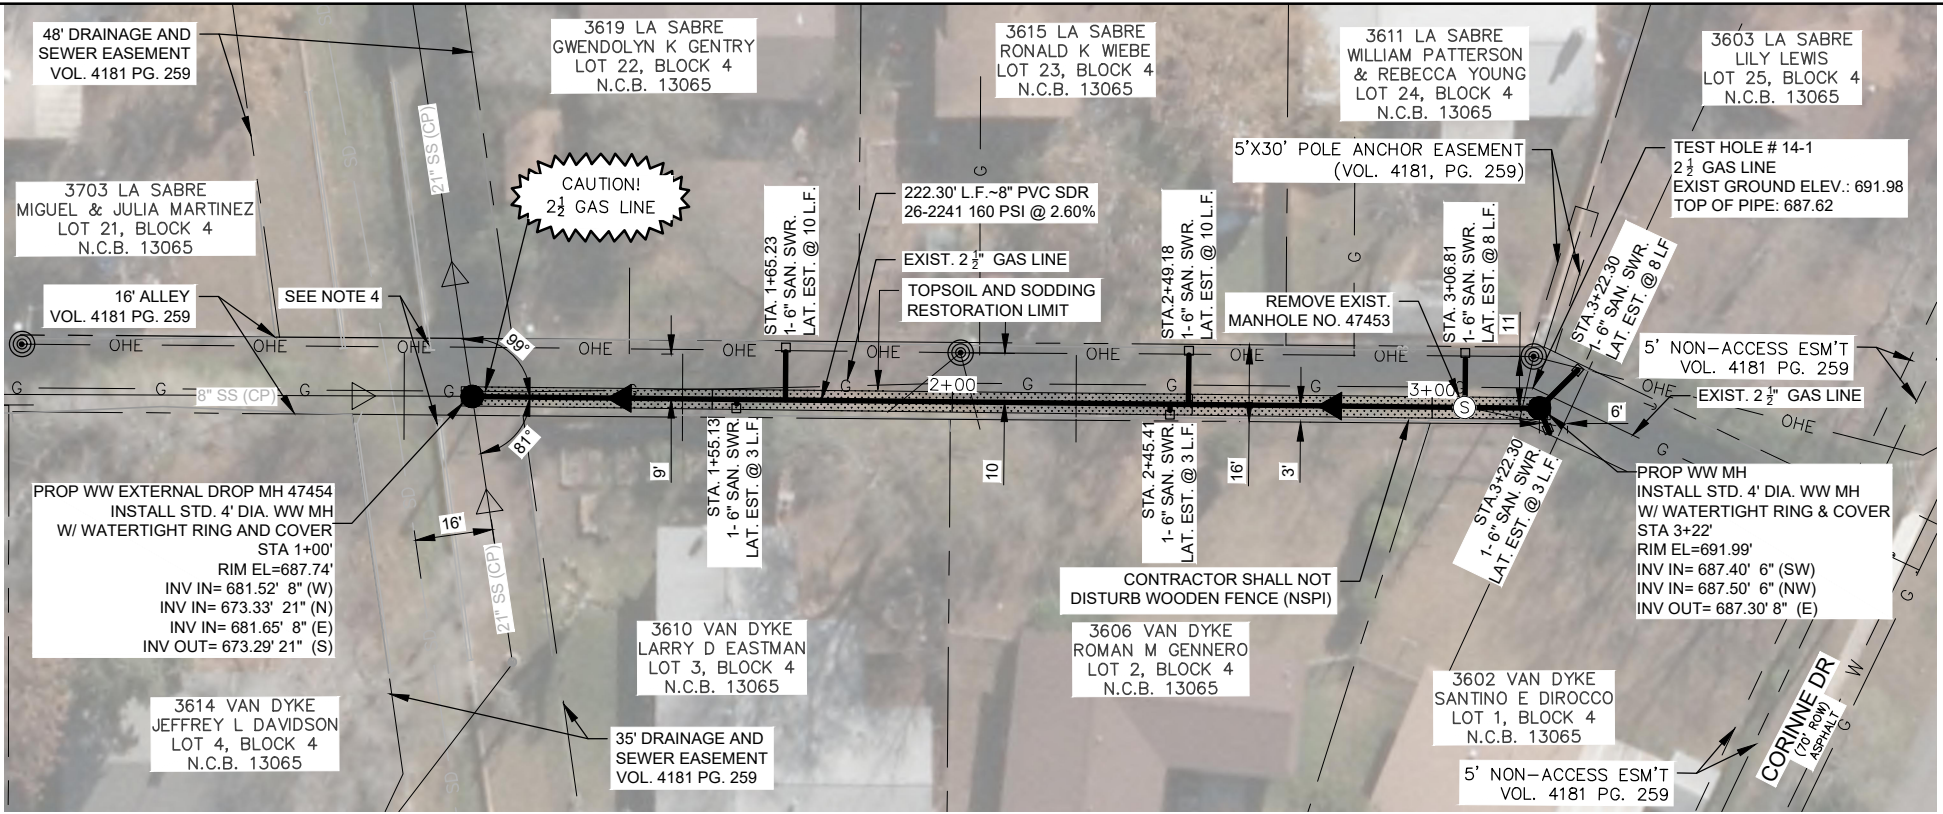 48' DRAINAGE AND
SEWER EASEMENT
VOL. 4181 PG. 259
3619 LA SABRE
GWENDOLYN K GENTRY
LOT 22, BLOCK 4
N.C.B. 13065
3615 LA SABRE
RONALD K WIEBE
LOT 23, BLOCK 4
N.C.B. 13065
3611 LA SABRE
WILLIAM PATTERSON
& REBECCA YOUNG
LOT 24, BLOCK 4
N.C.B. 13065
3603 LA SABRE
LILY LEWIS
LOT 25, BLOCK 4
N.C.B. 13065
3703 LA SABRE
MIGUEL & JULIA MARTINEZ
LOT 21, BLOCK 4
N.C.B. 13065
21" SS (CP)
CAUTION!
2½ GAS LINE
STA. 1+65.23
1- 6" SAN. SWR.
LAT. EST. @ 10 L.F.
222.30' L.F.~8" PVC SDR
26-2241 160 PSI @ 2.60%
EXIST. 2 ½" GAS LINE
TOPSOIL AND SODDING
RESTORATION LIMIT
STA.2+49.18
1- 6" SAN. SWR.
LAT. EST. @ 10 L.F.
5'X30' POLE ANCHOR EASEMENT
(VOL. 4181, PG. 259)
TEST HOLE # 14-1
2 ½ GAS LINE
EXIST GROUND ELEV.: 691.98
TOP OF PIPE: 687.62
STA. 3+06.81
1- 6" SAN. SWR.
LAT. EST. @ 8 L.F.
STA.3+22.30
1- 6" SAN. SWR.
LAT. EST. @ 8 LF
16' ALLEY
VOL. 4181 PG. 259
SEE NOTE 4
REMOVE EXIST.
MANHOLE NO. 47453
11
5' NON-ACCESS ESM'T
VOL. 4181 PG. 259
EXIST. 2 ½" GAS LINE
OHE OHE OHE OHE OHE OHE OHE OHE OHE OHE OHE
99°
G G G G G G G G G G G G G G G
8" SS (CP)
2+00
3+00
S
6'
81°
9'
STA. 1+55.13
1- 6" SAN. SWR.
LAT. EST. @ 3 L.F.
10
STA. 2+45.41
1- 6" SAN. SWR.
LAT. EST. @ 3 L.F.
16'
3'
STA.3+22.30
1- 6" SAN. SWR.
LAT. EST. @ 3 L.F.
PROP WW EXTERNAL DROP MH 47454
INSTALL STD. 4' DIA. WW MH
W/ WATERTIGHT RING AND COVER
STA 1+00'
RIM EL=687.74'
INV IN= 681.52' 8" (W)
INV IN= 673.33' 21" (N)
INV IN= 681.65' 8" (E)
INV OUT= 673.29' 21" (S)
16'
21" SS (CP)
PROP WW MH
INSTALL STD. 4' DIA. WW MH
W/ WATERTIGHT RING & COVER
STA 3+22'
RIM EL=691.99'
INV IN= 687.40' 6" (SW)
INV IN= 687.50' 6" (NW)
INV OUT= 687.30' 8" (E)
CONTRACTOR SHALL NOT
DISTURB WOODEN FENCE (NSPI)
3610 VAN DYKE
LARRY D EASTMAN
LOT 3, BLOCK 4
N.C.B. 13065
3606 VAN DYKE
ROMAN M GENNERO
LOT 2, BLOCK 4
N.C.B. 13065
3602 VAN DYKE
SANTINO E DIROCCO
LOT 1, BLOCK 4
N.C.B. 13065
3614 VAN DYKE
JEFFREY L DAVIDSON
LOT 4, BLOCK 4
N.C.B. 13065
35' DRAINAGE AND
SEWER EASEMENT
VOL. 4181 PG. 259
5' NON-ACCESS ESM'T
VOL. 4181 PG. 259
CORINNE DR
(70' ROW)
ASPHALT
W
SD
SD
SD